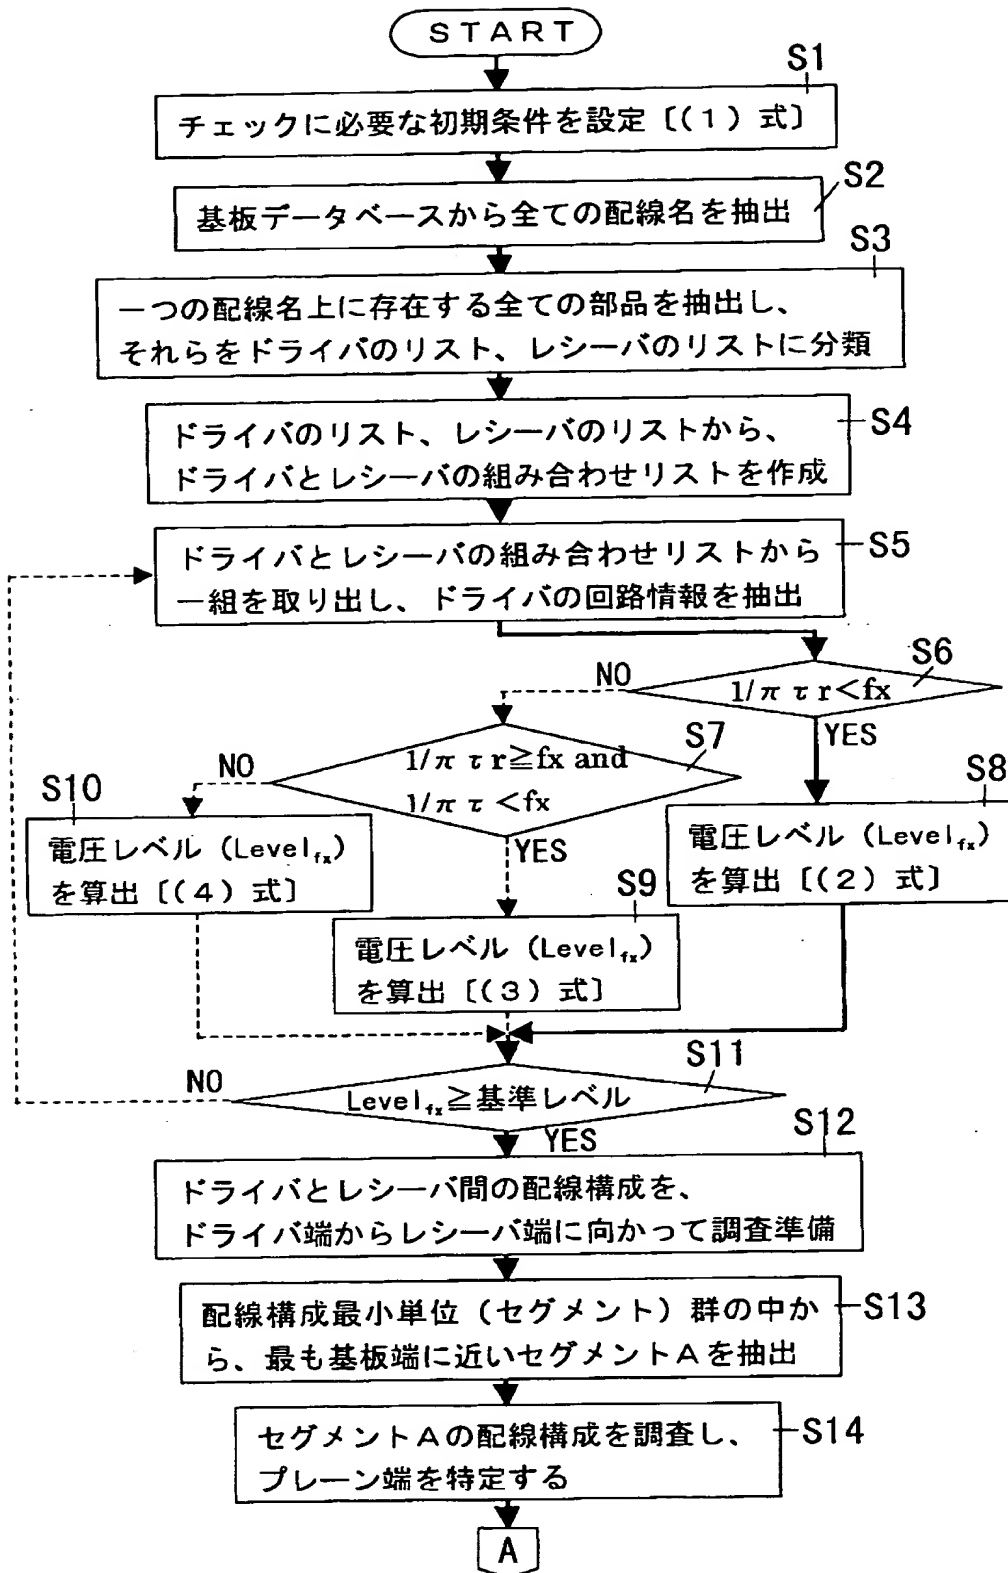 START
S1
チェックに必要な初期条件を設定［(1)式］
S2
基板データベースから全ての配線名を抽出
S3
一つの配線名上に存在する全ての部品を抽出し、
それらをドライバのリスト、レシーバのリストに分類
S4
ドライバのリスト、レシーバのリストから、
ドライバとレシーバの組み合わせリストを作成
S5
ドライバとレシーバの組み合わせリストから
一組を取り出し、ドライバの回路情報を抽出
S6
NO
1/π τ r＜fx
YES
S7
NO
1/π τ r≧fx and
1/π τ ＜fx
YES
S10
電圧レベル (Levelfx)
を算出［(4)式］
S8
電圧レベル (Levelfx)
を算出［(2)式］
S9
電圧レベル (Levelfx)
を算出［(3)式］
S11
NO
Levelfx≧基準レベル
YES
S12
ドライバとレシーバ間の配線構成を、
ドライバ端からレシーバ端に向かって調査準備
S13
配線構成最小単位（セグメント）群の中か
ら、最も基板端に近いセグメントAを抽出
S14
セグメントAの配線構成を調査し、
プレーン端を特定する
A